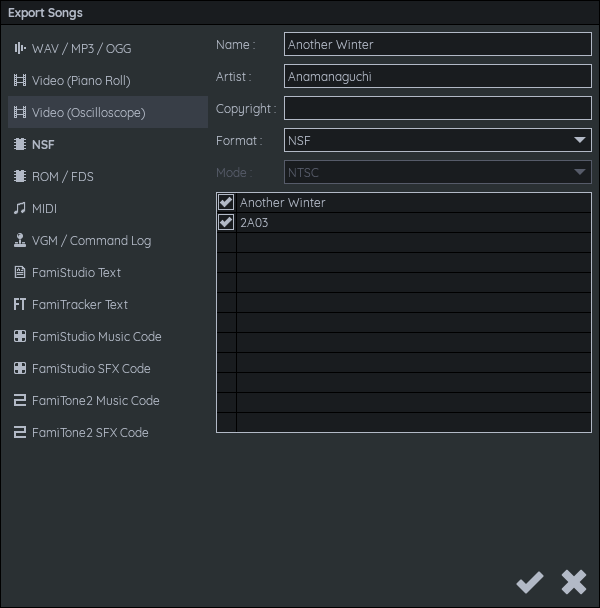 Export Songs
WAV / MP3 / OGG
Video (Piano Roll)
Video (Oscilloscope)
NSF
ROM / FDS
MIDI
VGM / Command Log
FamiStudio Text
FT FamiTracker Text
FamiStudio Music Code
FamiStudio SFX Code
FamiTone2 Music Code
FamiTone2 SFX Code
Name : Another Winter
Artist : Anamanaguchi
Copyright :
Format : NSF
Mode : NTSC
Another Winter
2A03